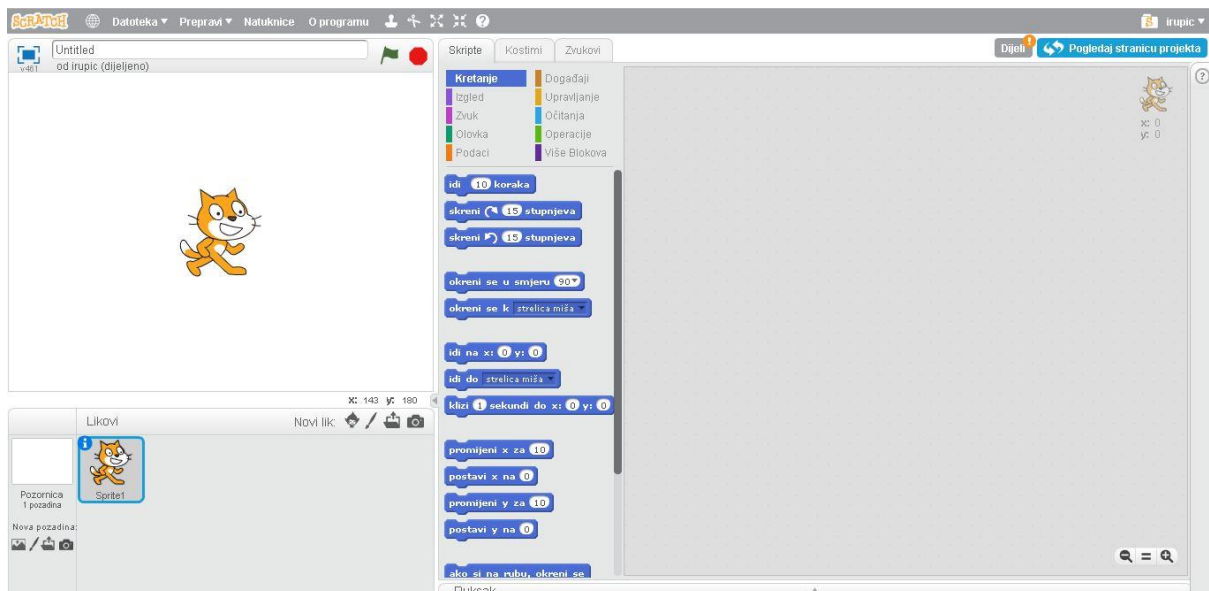 SCRATCH Datoteka Prepravi Natuknice O programu irupic
Untitled
v461 od irupic (dijeljeno)
Skripte Kostimi Zvukovi
Dijeli Pogledaj stranicu projekta
Kretanje Događaji
Izgled Upravljanje
Zvuk Očitanja
Olovka Operacije
Podaci Više Blokova
idi 10 koraka
skreni 15 stupnjeva
skreni 15 stupnjeva
okreni se u smjeru 90
okreni se k strelica miša
idi na x: 0 y: 0
idi do strelica miša
klizi 1 sekundi do x: 0 y: 0
promijeni x za 10
postavi x na 0
promijeni y za 10
postavi y na 0
ako si na rubu, okreni se
x: 0
y: 0
x: 143 y: 180
Likovi Novi lik:
Sprite1
Pozornica
1 pozadina
Nova pozadina:
Ruksak